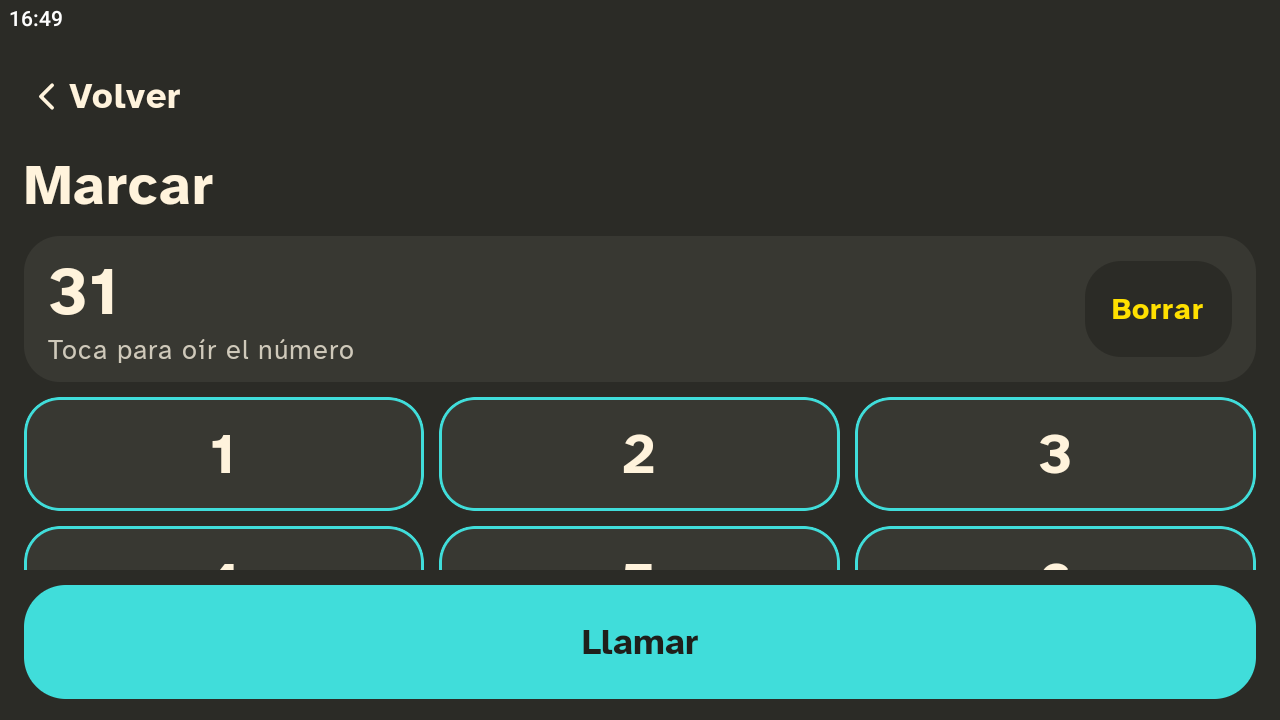 16:49
Volver
Marcar
31
Toca para oír el número
Borrar
1 2 3
Llamar